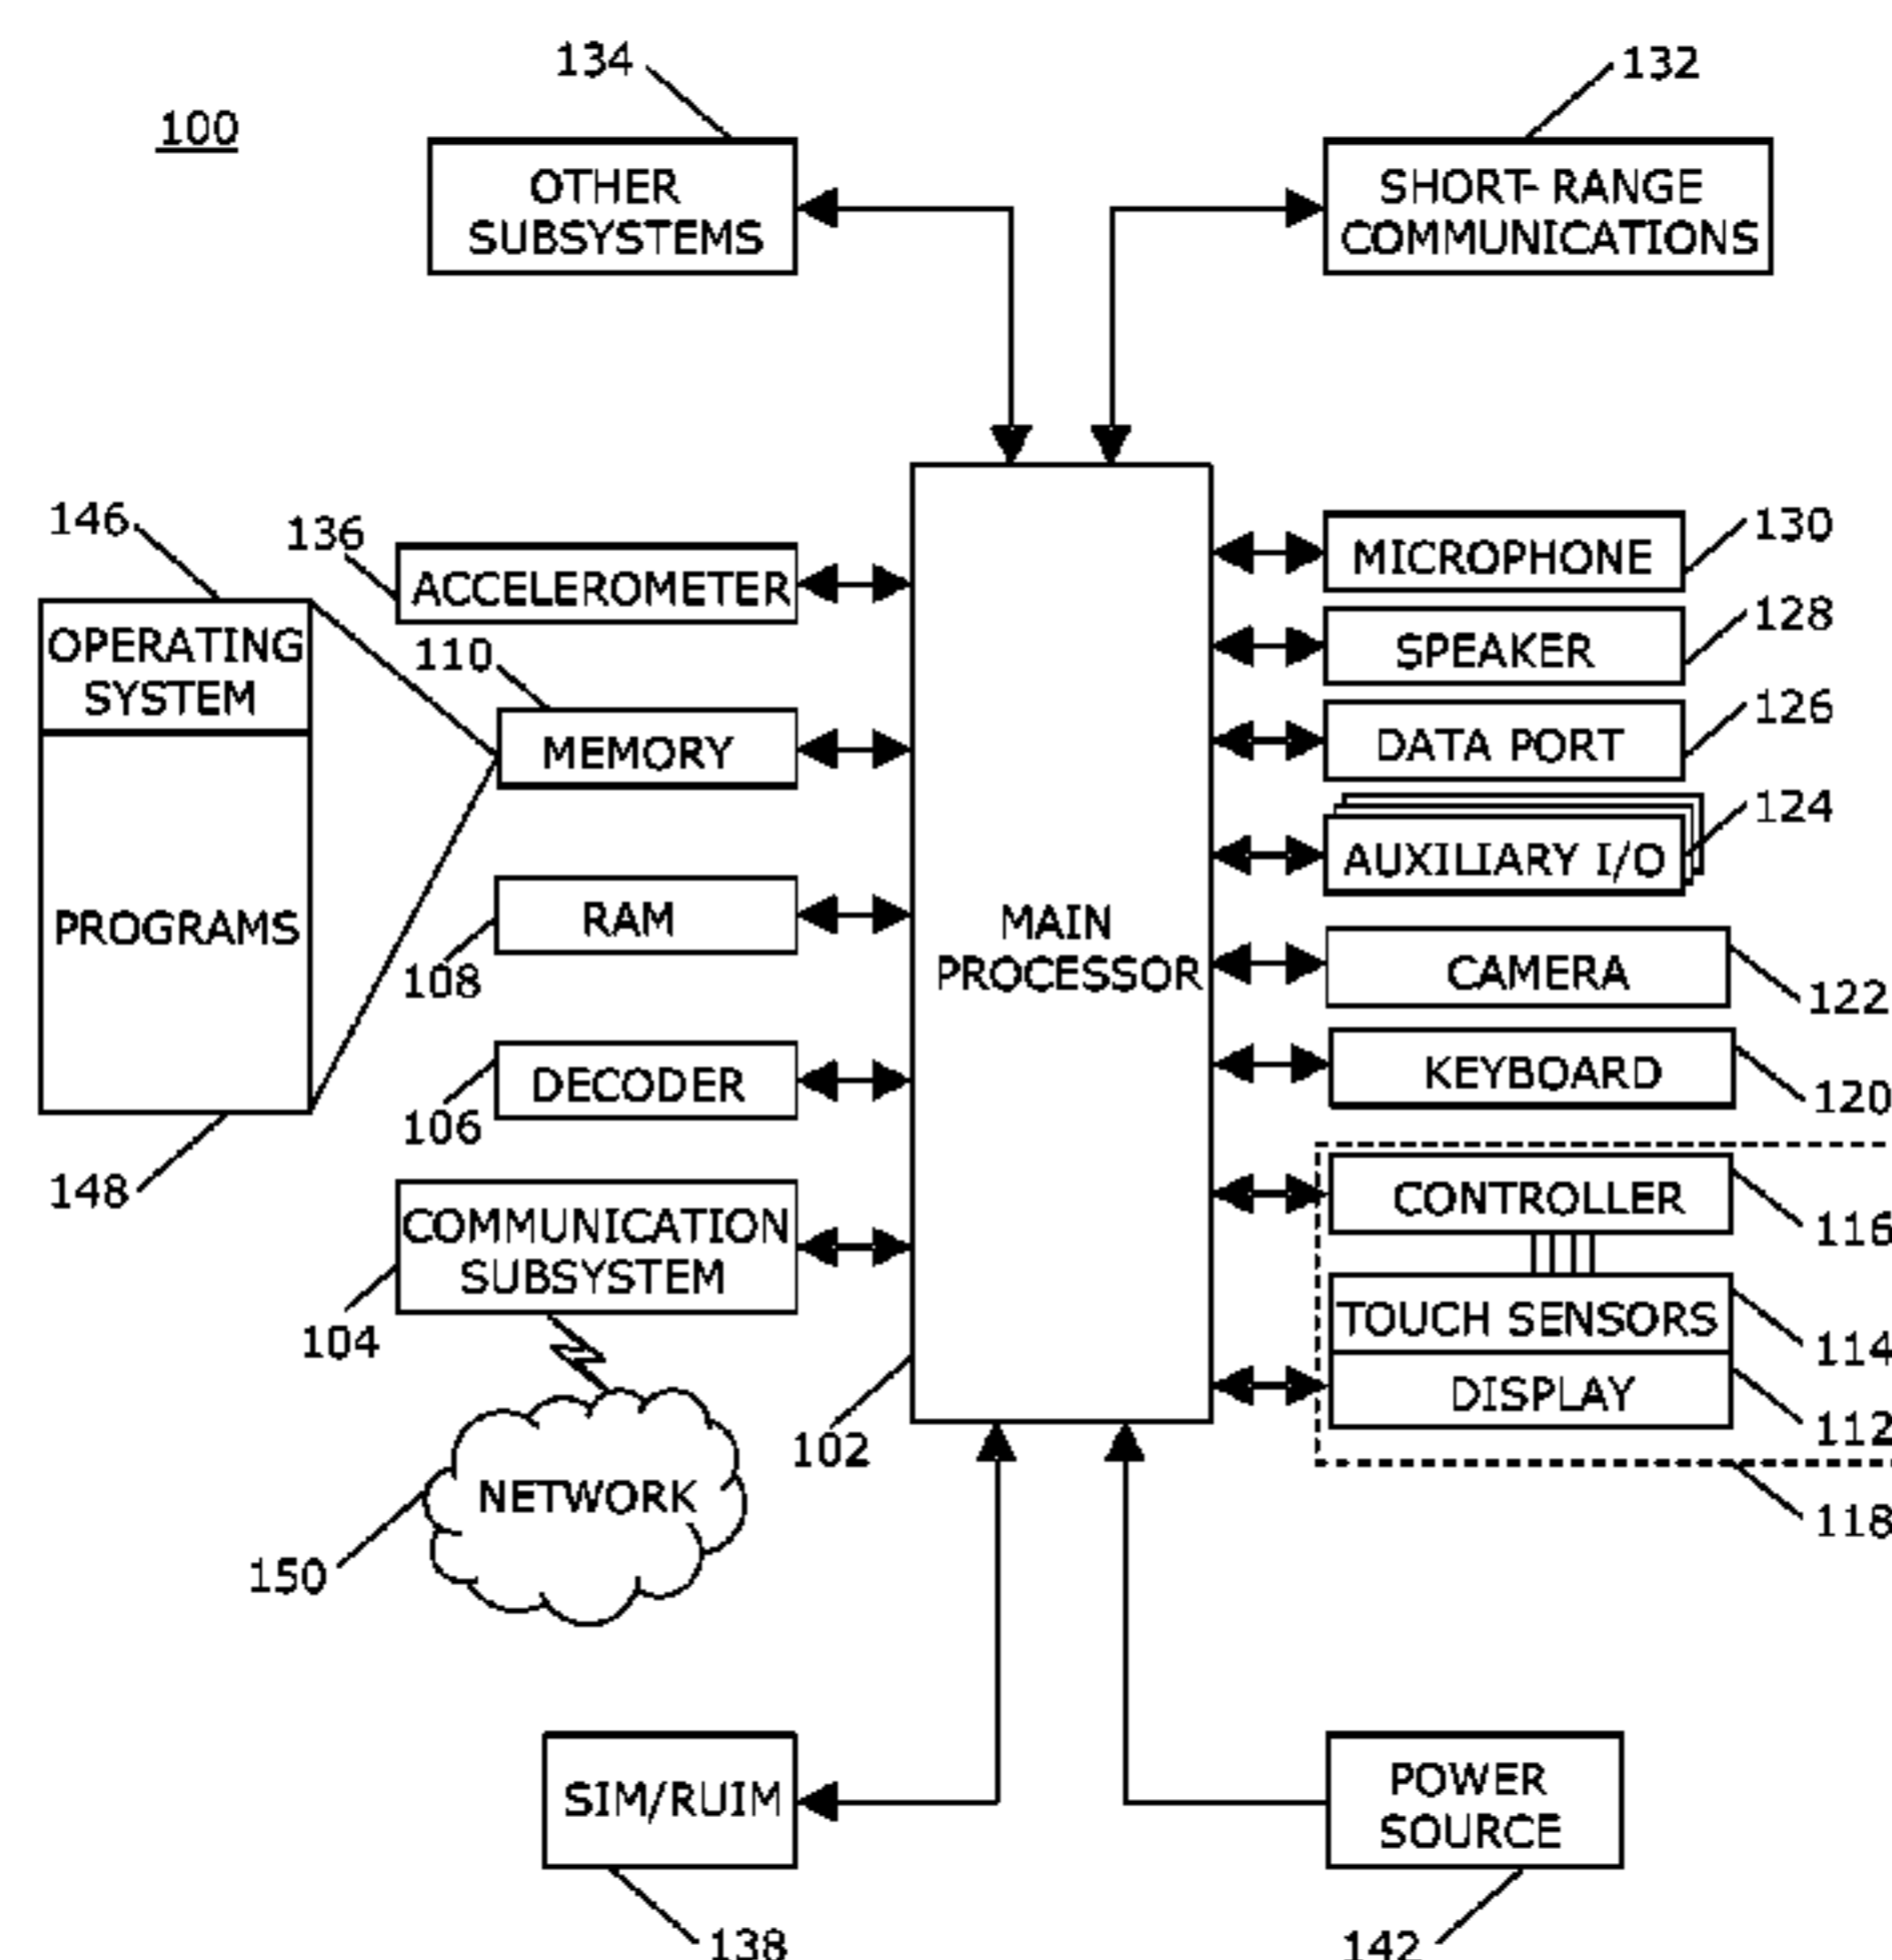 134
132
100
OTHER
SUBSYSTEMS
SHORT-RANGE
COMMUNICATIONS
146
136
ACCELEROMETER
MICROPHONE
130
OPERATING
SYSTEM
110
SPEAKER
128
MEMORY
DATA PORT
126
AUXILIARY I/O
124
PROGRAMS
RAM
108
MAIN
PROCESSOR
CAMERA
122
DECODER
106
KEYBOARD
120
148
COMMUNICATION
SUBSYSTEM
104
CONTROLLER
116
TOUCH SENSORS
114
DISPLAY
112
102
118
NETWORK
150
SIM/RUIM
POWER
SOURCE
138
142